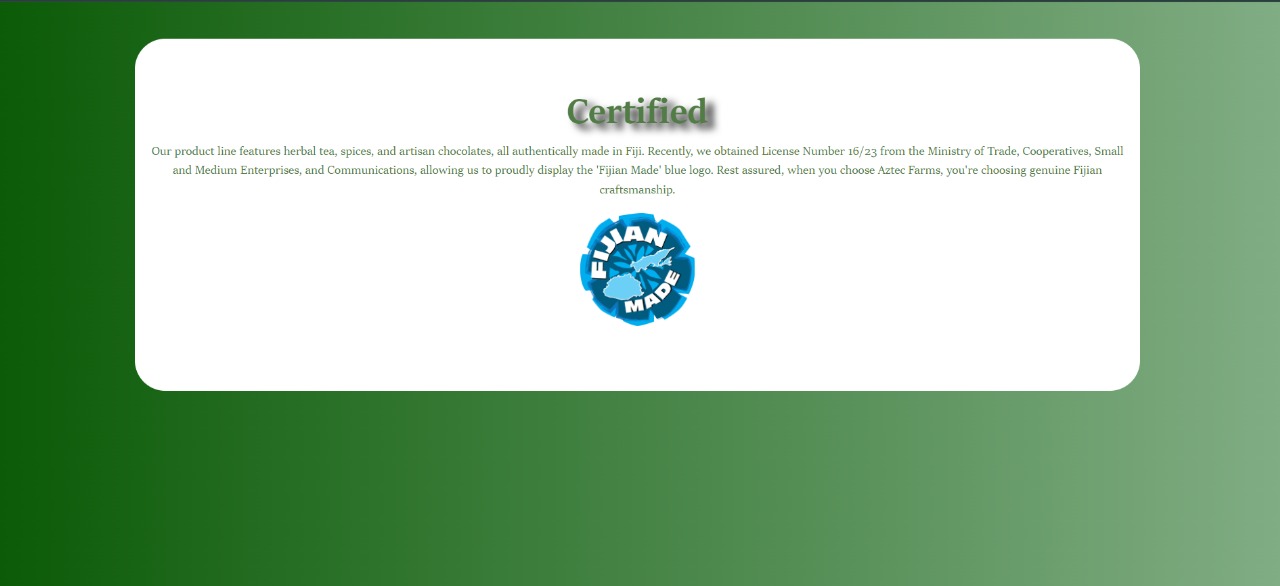 Certified
Our product line features herbal tea, spices, and artisan chocolates, all authentically made in Fiji. Recently, we obtained License Number 16/23 from the Ministry of Trade, Cooperatives, Small
and Medium Enterprises, and Communications, allowing us to proudly display the 'Fijian Made' blue logo. Rest assured, when you choose Aztec Farms, you're choosing genuine Fijian
craftsmanship.
FIJIAN
MADE